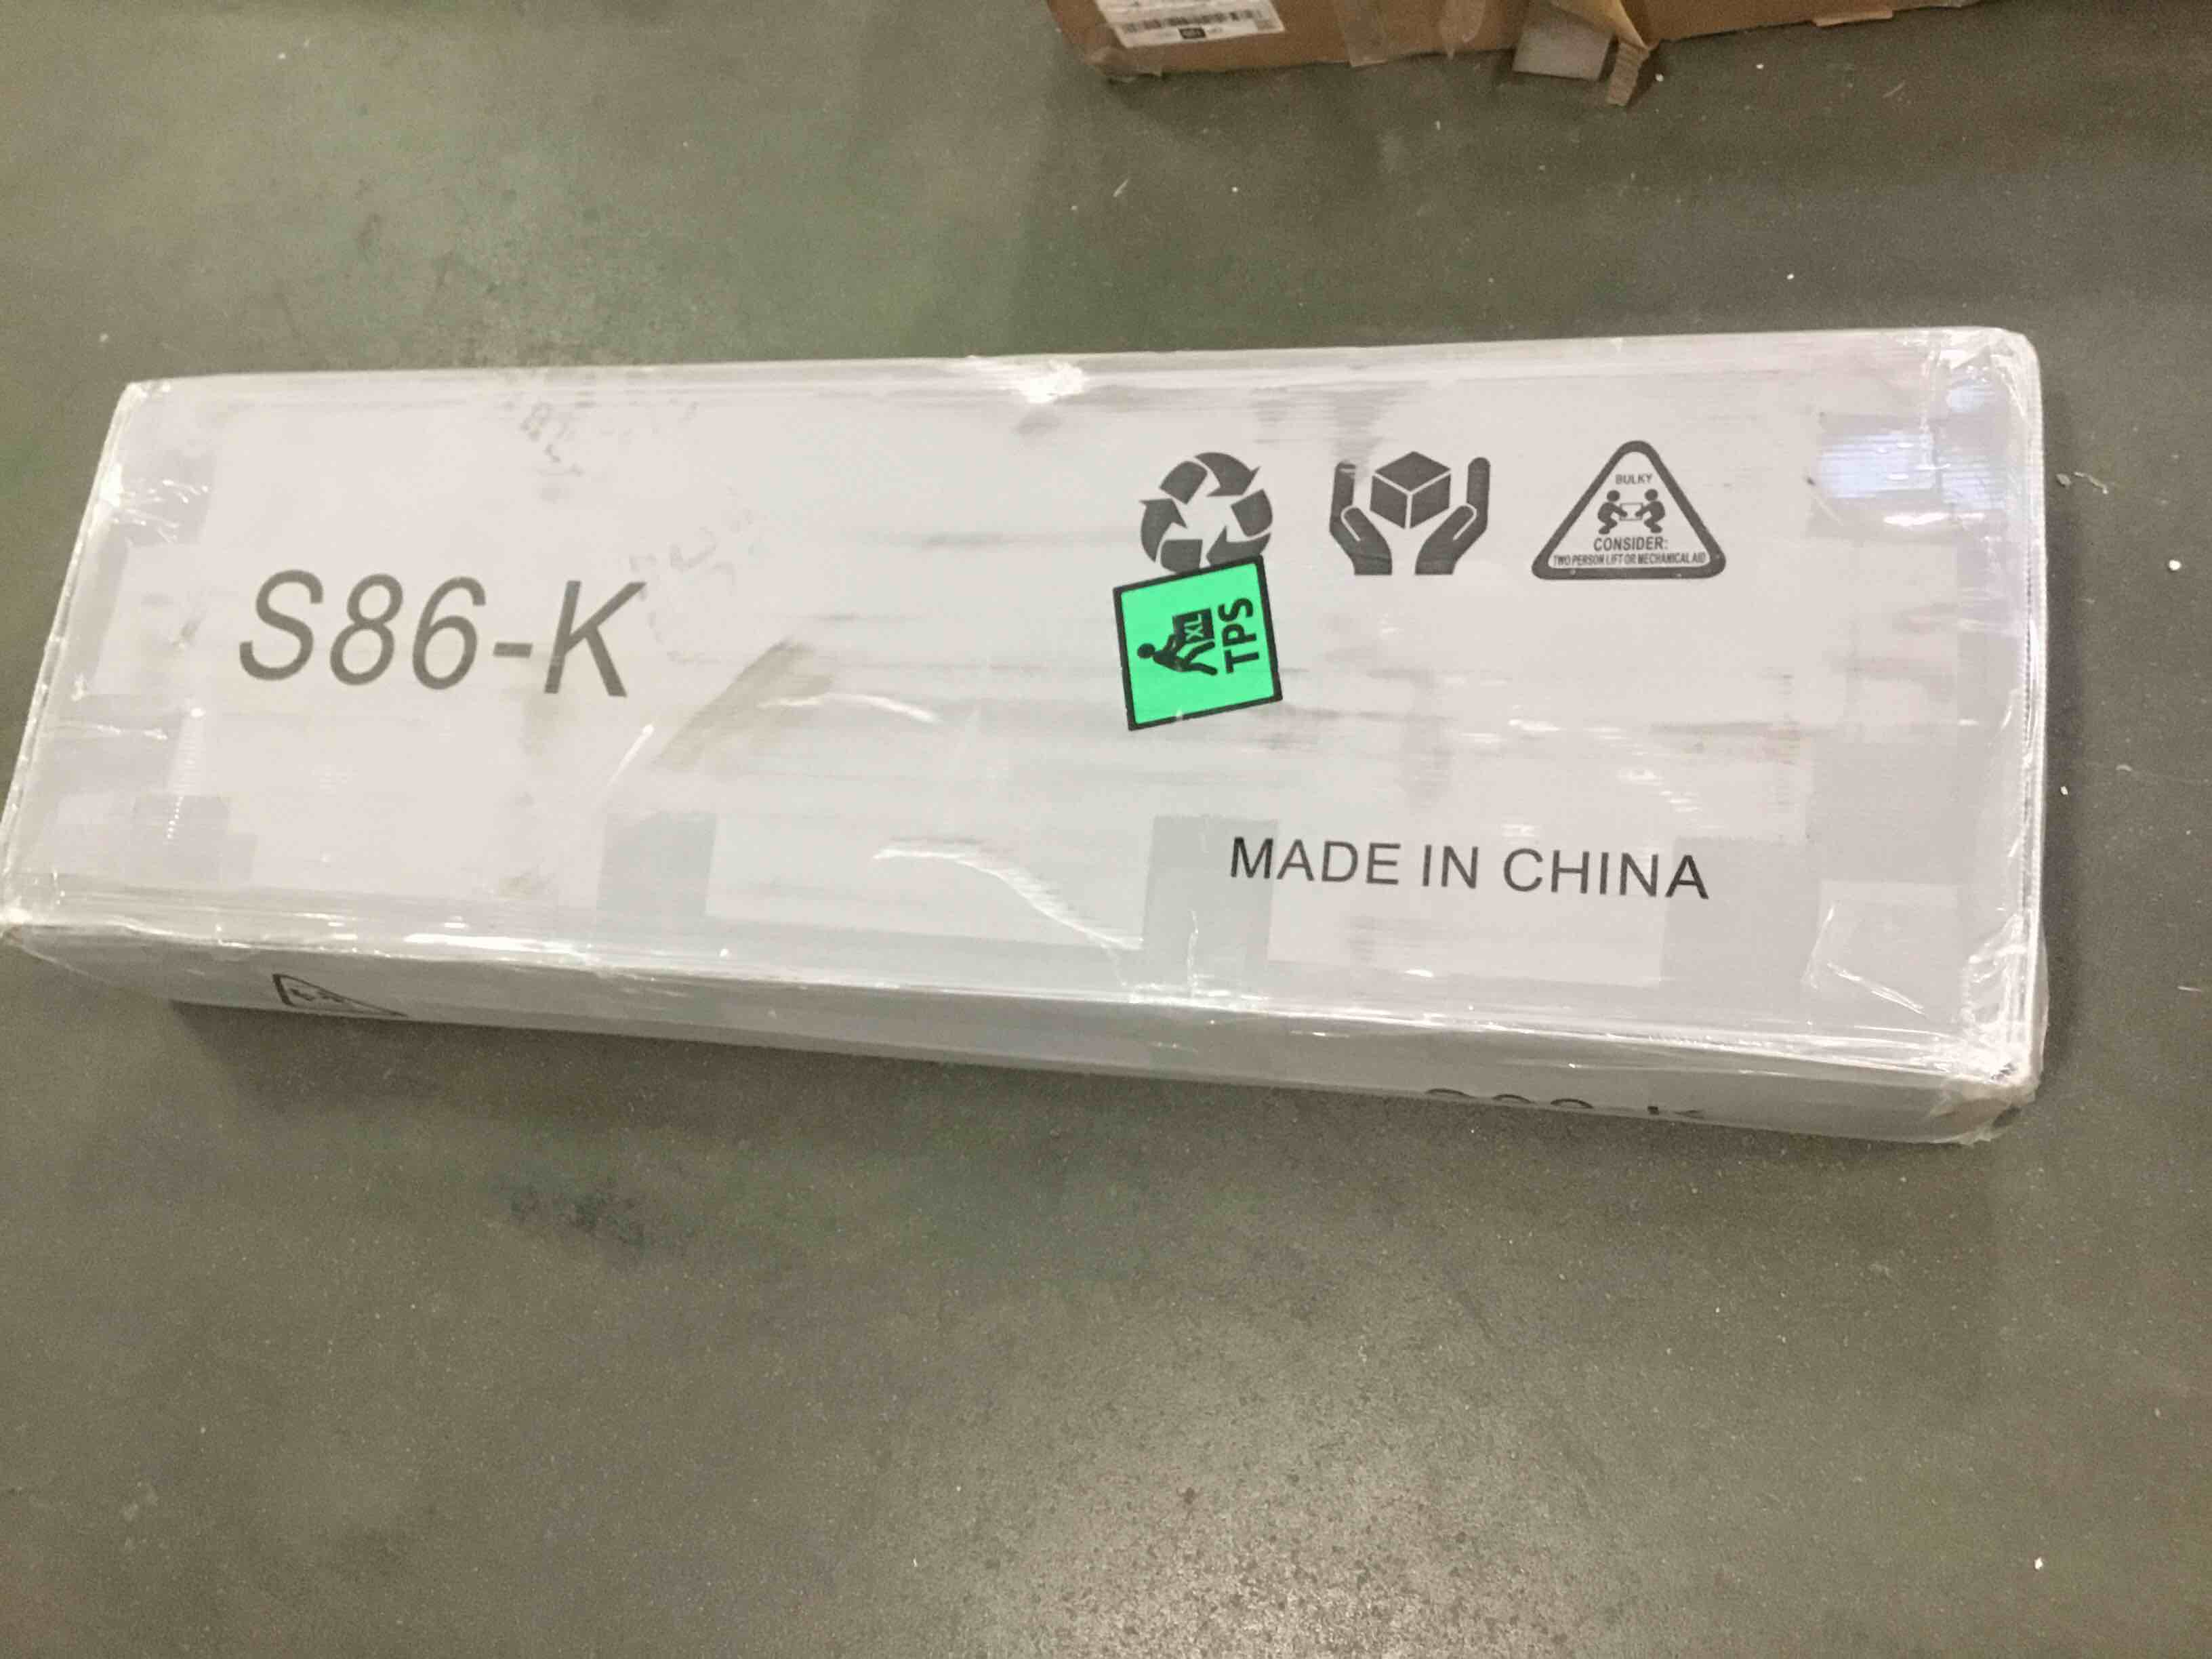 BULKY
CONSIDER:
TWO PERSON LIFT OR MECHANICAL AID
S86-K
XL
TPS
MADE IN CHINA